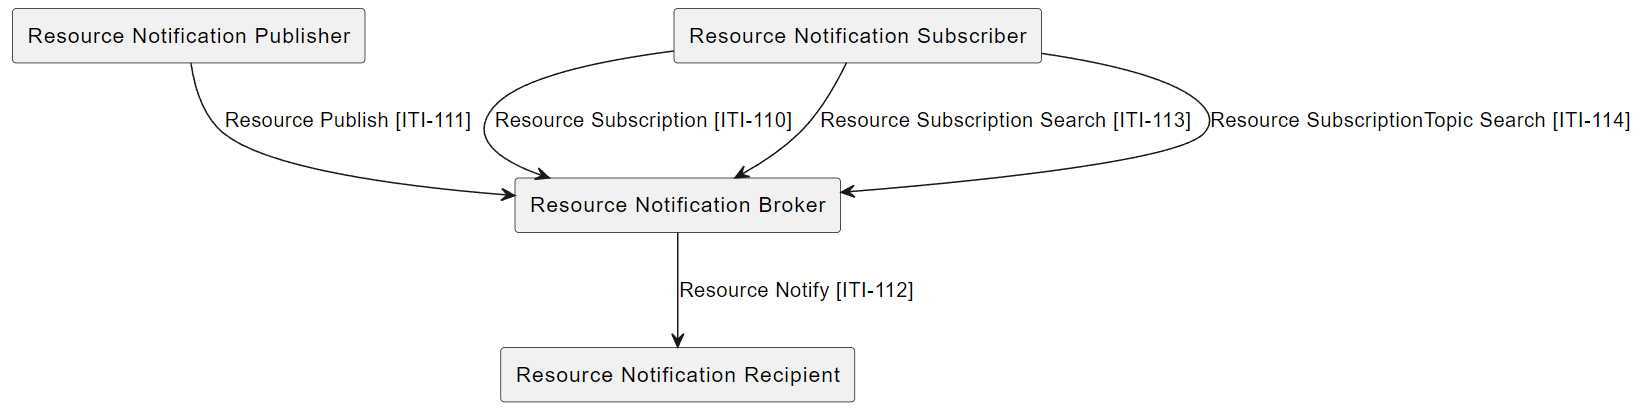 Resource Notification Publisher
Resource Notification Subscriber
Resource Publish [ITI-111]
Resource Subscription [ITI-110]
Resource Subscription Search [ITI-113]
Resource SubscriptionTopic Search [ITI-114]
Resource Notification Broker
Resource Notify [ITI-112]
Resource Notification Recipient